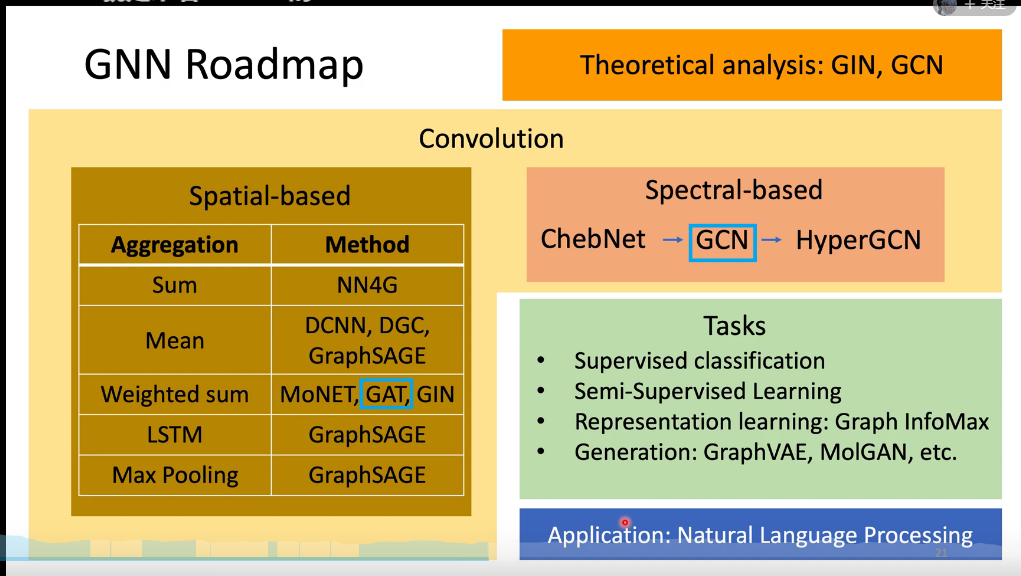 + 关注
GNN Roadmap
Theoretical analysis: GIN, GCN
Convolution
Spatial-based
Aggregation Method
Sum NN4G
Mean DCNN, DGC,
GraphSAGE
Weighted sum MoNET, GAT, GIN
LSTM GraphSAGE
Max Pooling GraphSAGE
Spectral-based
ChebNet → GCN → HyperGCN
Tasks
• Supervised classification
• Semi-Supervised Learning
• Representation learning: Graph InfoMax
• Generation: GraphVAE, MolGAN, etc.
Application: Natural Language Processing
21